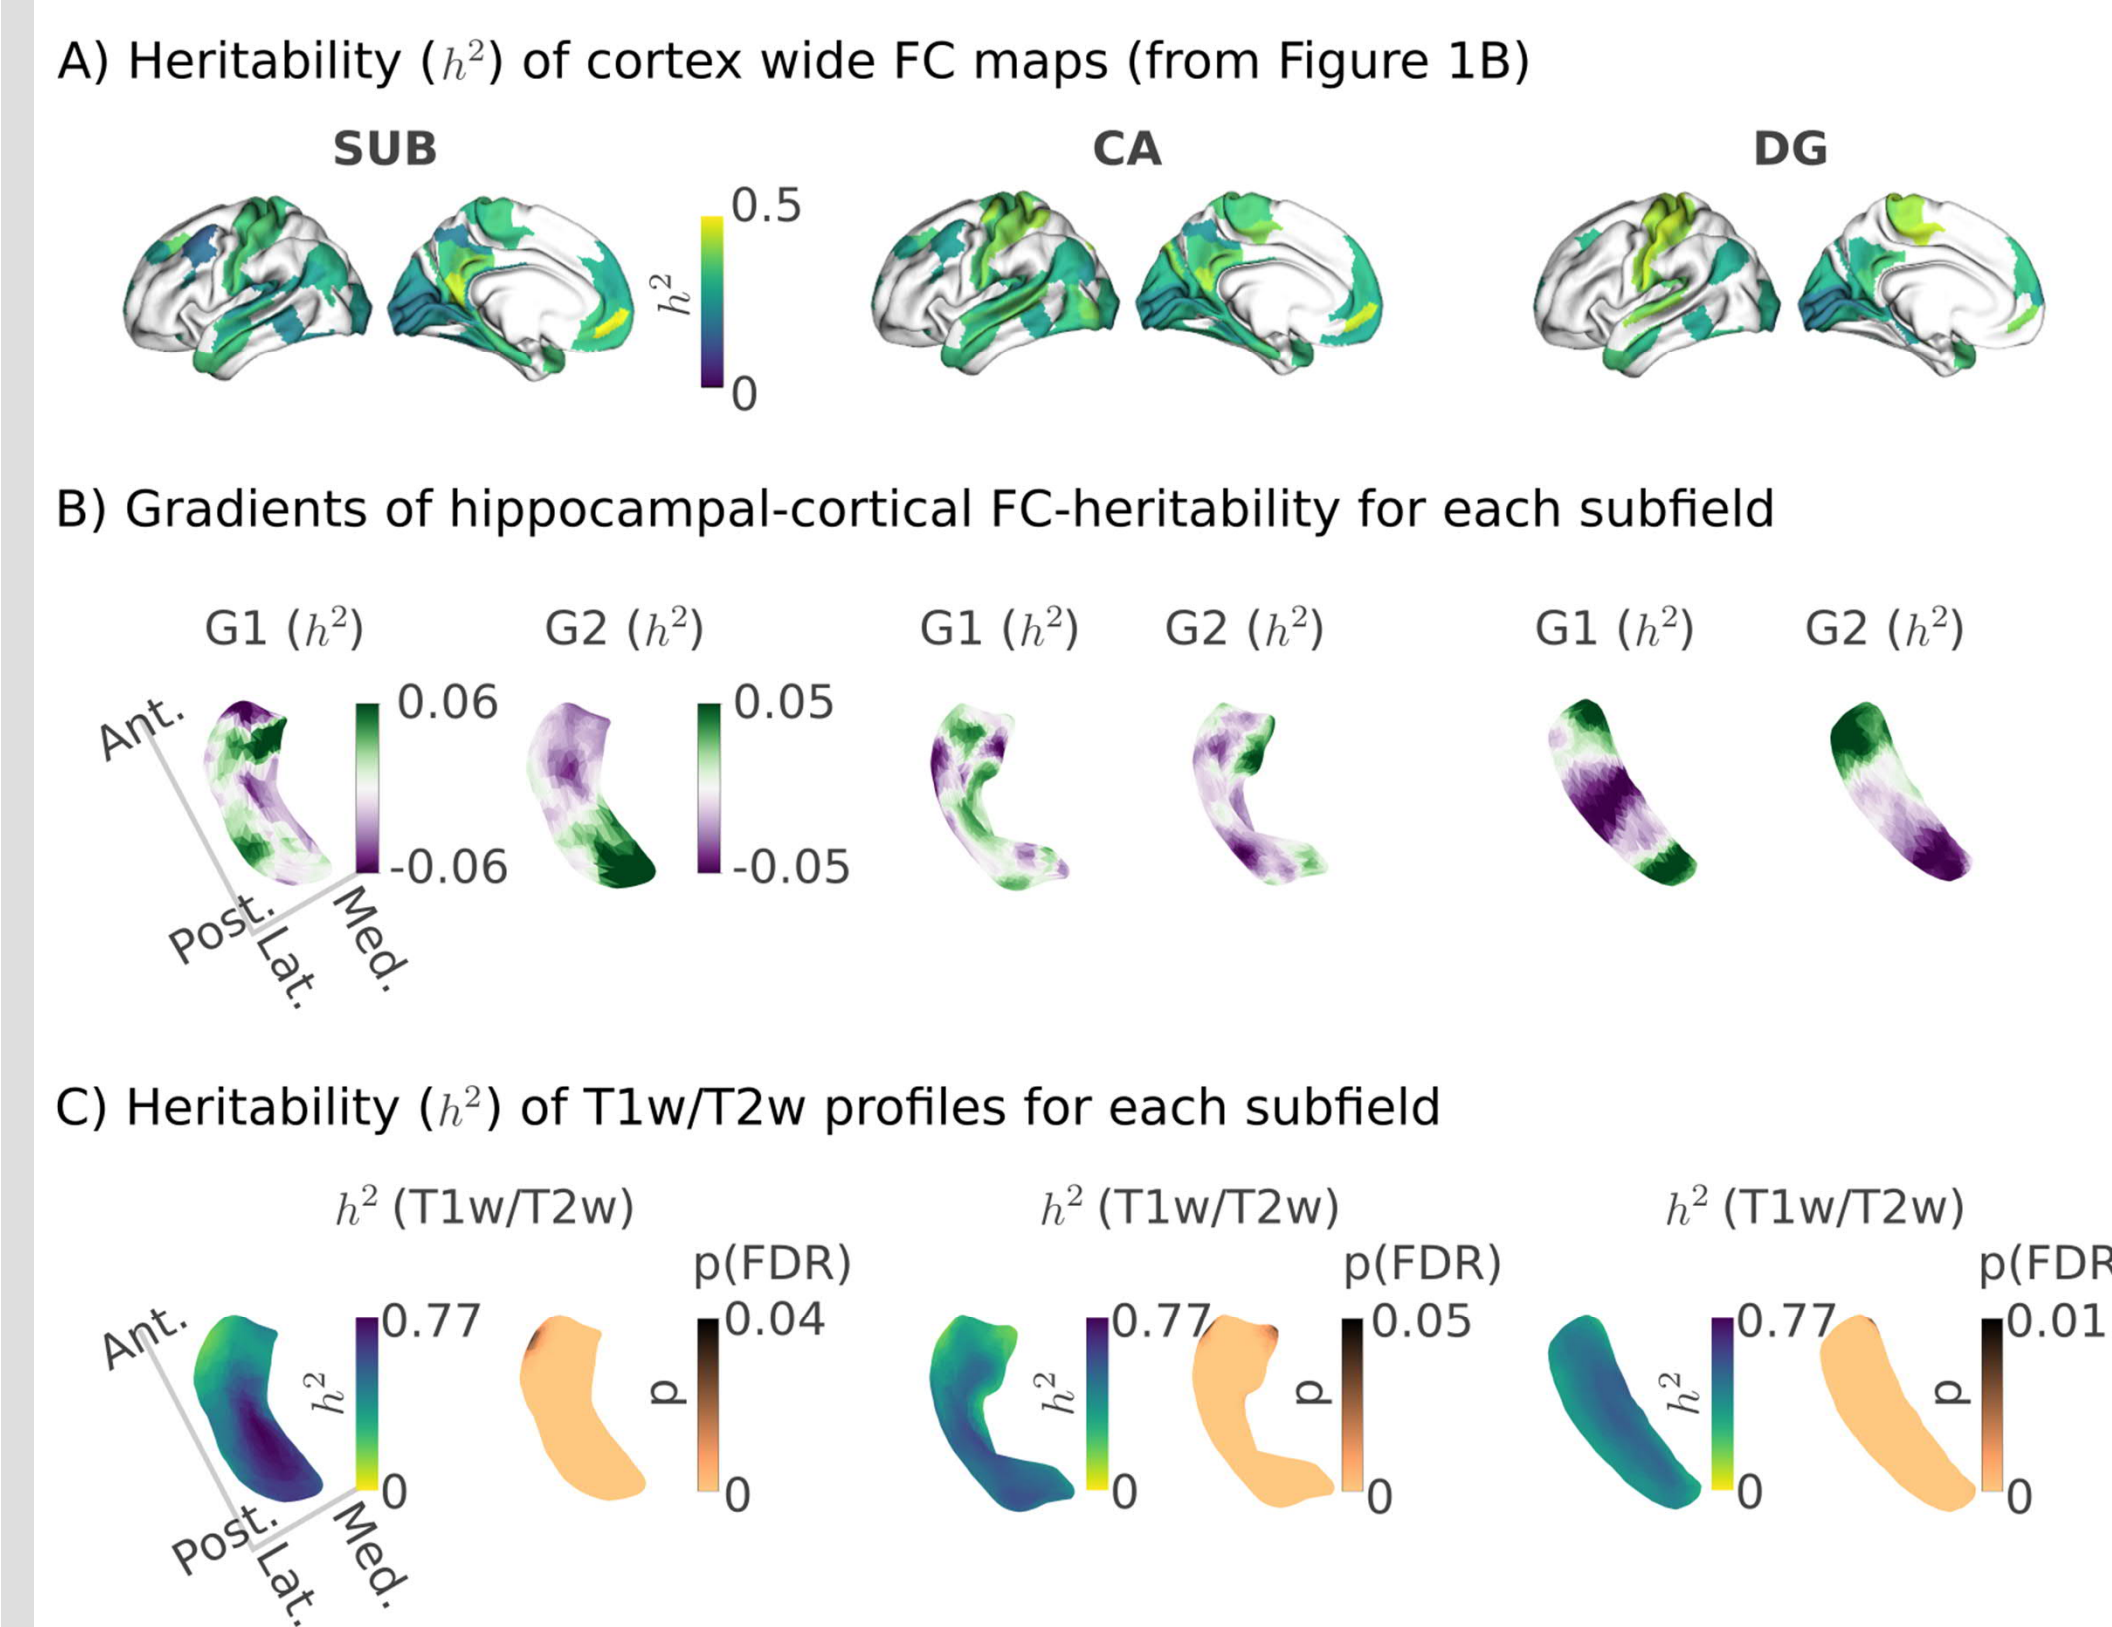 A) Heritability (h²) of cortex wide FC maps (from Figure 1B)
SUB
CA
DG
0.5
h²
0
B) Gradients of hippocampal-cortical FC-heritability for each subfield
G1 (h²)
G2 (h²)
G1 (h²)
G2 (h²)
G1 (h²)
G2 (h²)
Ant.
0.06
-0.06
0.05
-0.05
Post.
Lat.
Med.
C) Heritability (h²) of T1w/T2w profiles for each subfield
h² (T1w/T2w)
h² (T1w/T2w)
h² (T1w/T2w)
p(FDR)
p(FDR)
p(FDR
Ant.
0.77
h²
0
0.04
p
0
0.77
h²
0
0.05
p
0
0.77
h²
0
0.01
p
0
Post.
Lat.
Med.